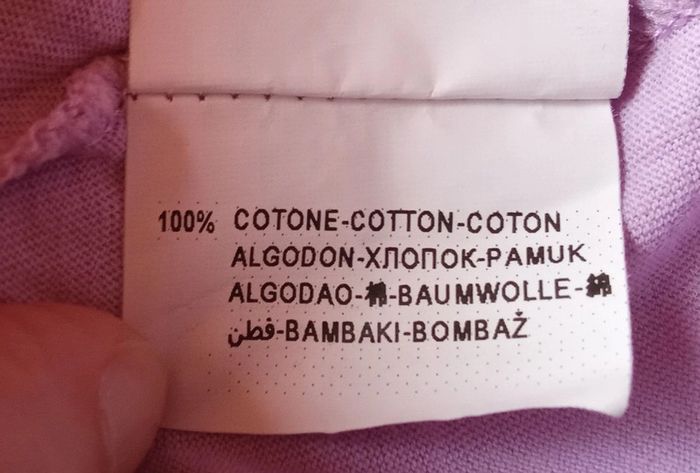 100% COTONE-COTTON-COTON
ALGODON-ХЛОПОК-PAMUK
ALGODAO-棉-BAUMWOLLE-綿
قطن-BAMBAKI-BOMBAŻ